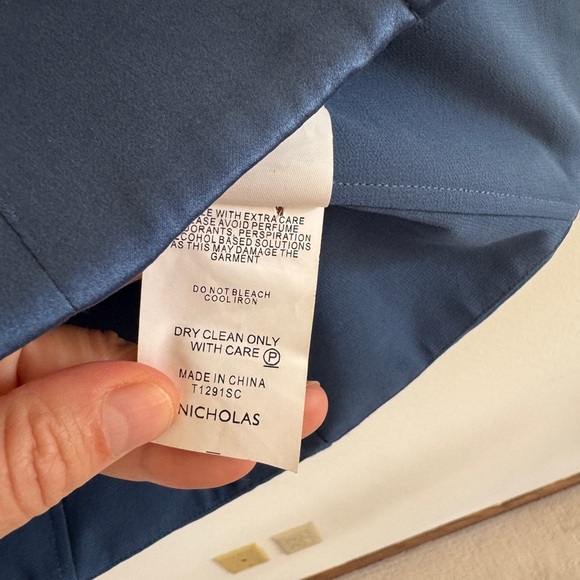 WITH EXTRA CARE
AVOID PERFUME
PERSPIRATION
BASED SOLUTIONS
AS THIS MAY DAMAGE THE
GARMENT
DO NOT BLEACH
COOL IRON
DRY CLEAN ONLY
WITH CARE P
MADE IN CHINA
T1291SC
NICHOLAS